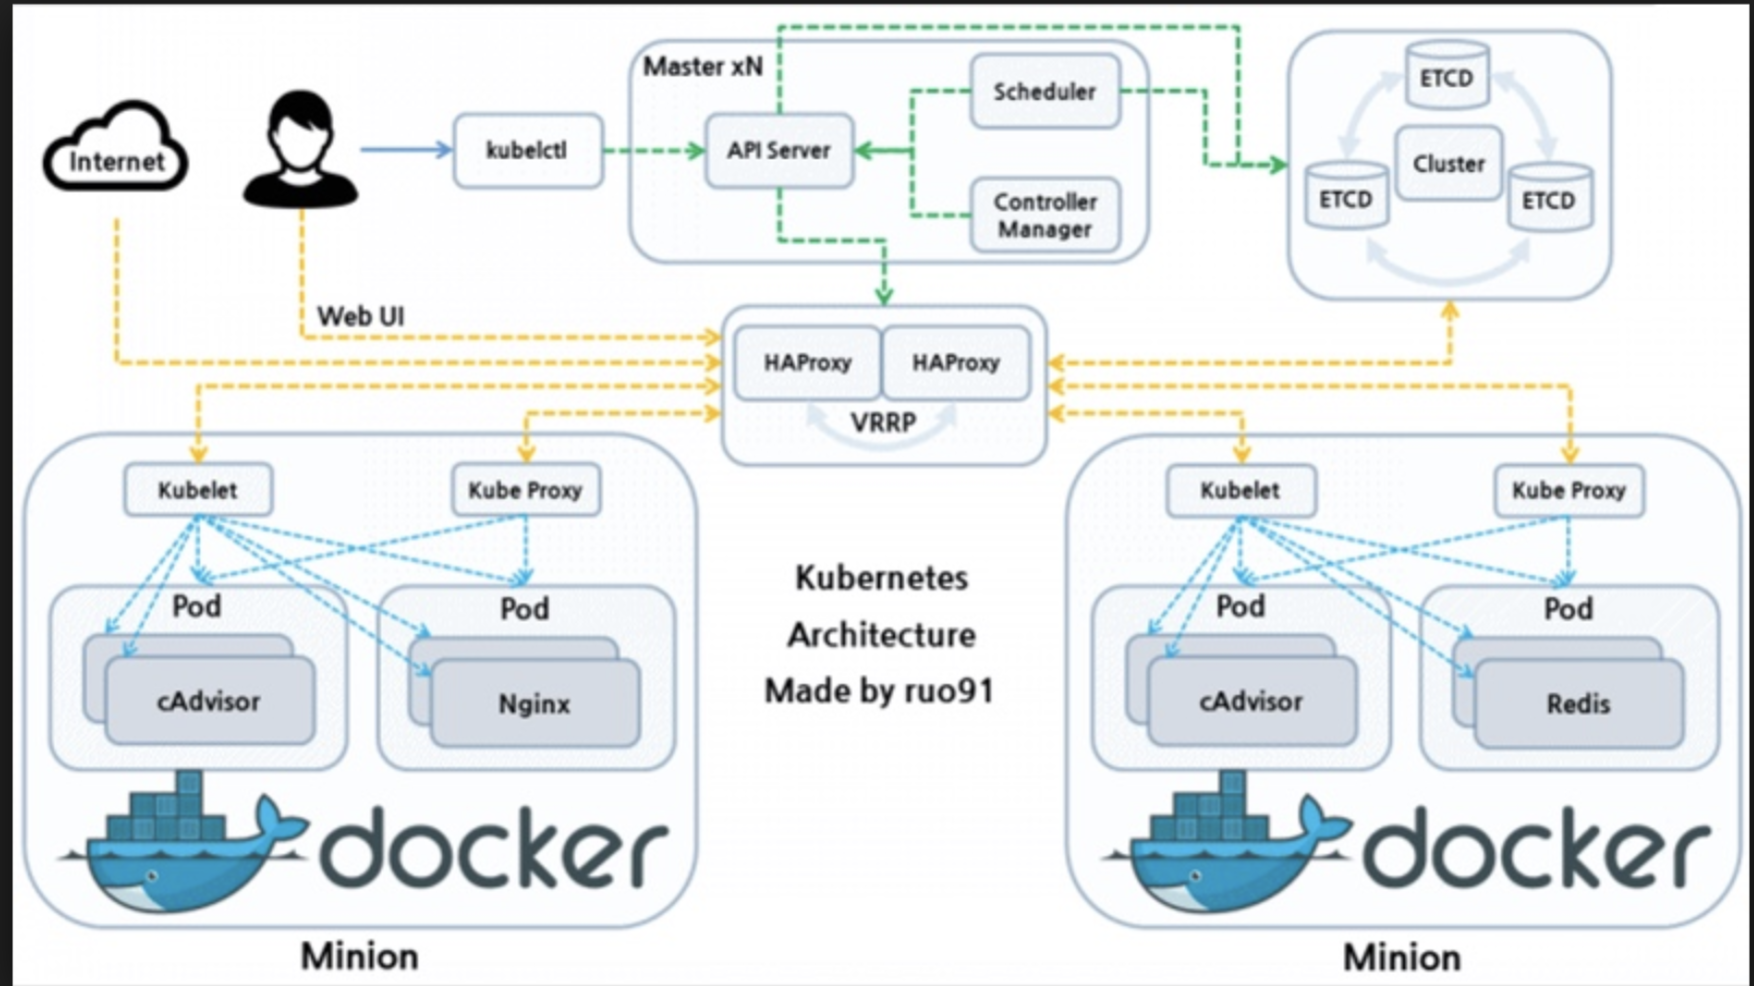 Master xN
Scheduler
ETCD
Internet
kubelctl
API Server
Cluster
ETCD
ETCD
Controller
Manager
Web UI
HAProxy
HAProxy
VRRP
Kubelet
Kube Proxy
Kubelet
Kube Proxy
Kubernetes
Architecture
Made by ruo91
Pod
Pod
cAdvisor
Nginx
Pod
Pod
cAdvisor
Redis
docker
docker
Minion
Minion